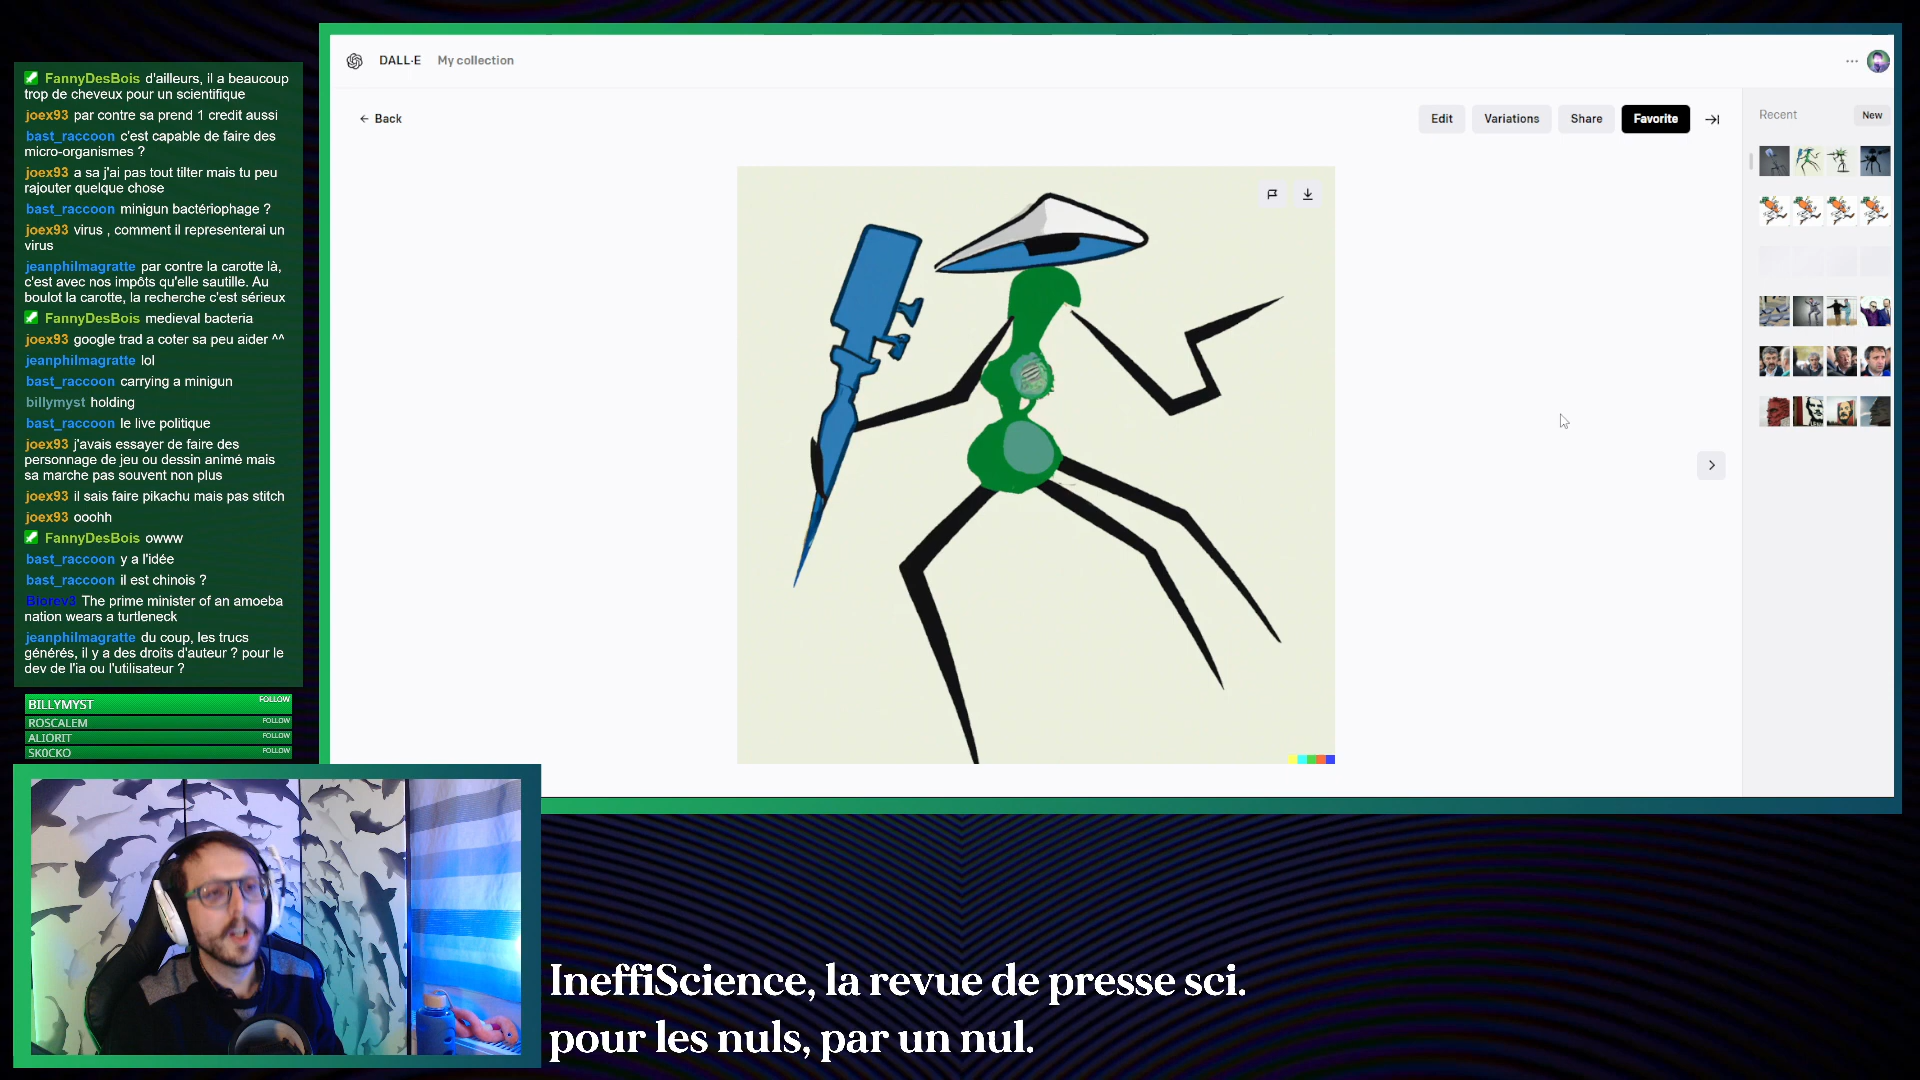 FannyDesBois d'ailleurs, il a beaucoup
trop de cheveux pour un scientifique
joex93 par contre sa prend 1 credit aussi
bast_raccoon c'est capable de faire des
micro-organismes ?
joex93 a sa j'ai pas tout tilter mais tu peu
rajouter quelque chose
bast_raccoon minigun bactériophage ?
joex93 virus , comment il representerai un
virus
jeanphilmagratte par contre la carotte là,
c'est avec nos impôts qu'elle sautille. Au
boulot la carotte, la recherche c'est sérieux
FannyDesBois medieval bacteria
joex93 google trad a coter sa peu aider ^^
jeanphilmagratte lol
bast_raccoon carrying a minigun
billymyst holding
bast_raccoon le live politique
joex93 j'avais essayer de faire des
personnage de jeu ou dessin animé mais
sa marche pas souvent non plus
joex93 il sais faire pikachu mais pas stitch
joex93 ooohh
FannyDesBois owww
bast_raccoon y a l'idée
bast_raccoon il est chinois ?
Biorev3 The prime minister of an amoeba
nation wears a turtleneck
jeanphilmagratte du coup, les trucs
générés, il y a des droits d'auteur ? pour le
dev de l'ia ou l'utilisateur ?
BILLYMYST FOLLOW
ROSCALEM FOLLOW
ALIORIT FOLLOW
SK0CKO FOLLOW
DALL·E My collection
← Back
Edit Variations Share Favorite
Recent New
IneffiScience, la revue de presse sci.
pour les nuls, par un nul.